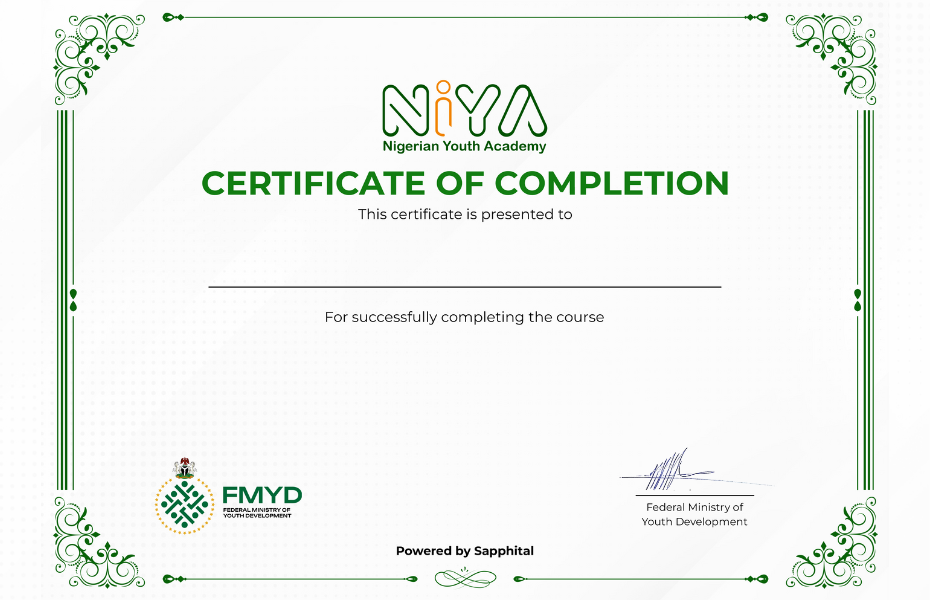 NiYA
Nigerian Youth Academy
CERTIFICATE OF COMPLETION
This certificate is presented to
For successfully completing the course
FMYD
FEDERAL MINISTRY OF
YOUTH DEVELOPMENT
Federal Ministry of
Youth Development
Powered by Sapphital